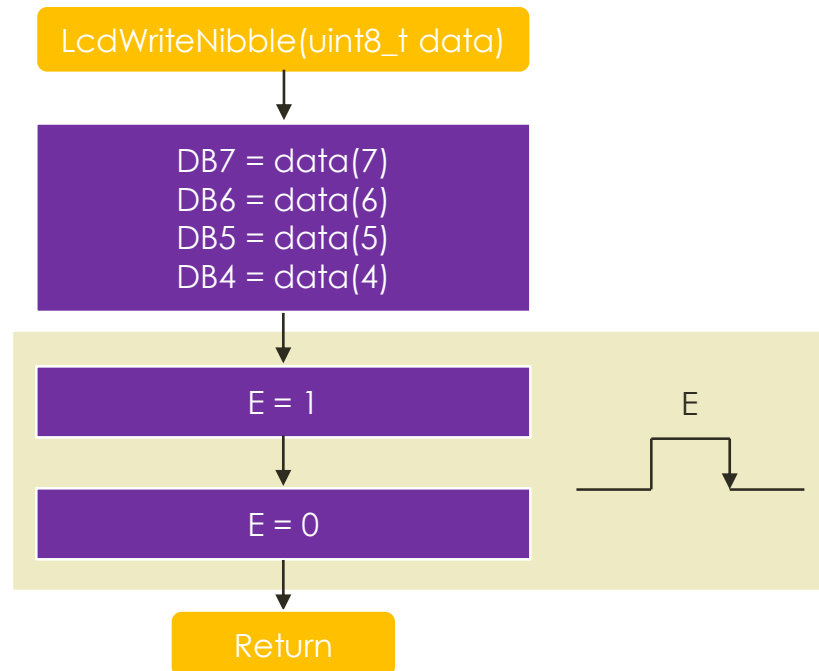 LcdWriteNibble(uint8_t data)
DB7 = data(7)
DB6 = data(6)
DB5 = data(5)
DB4 = data(4)
E = 1
E
E = 0
Return